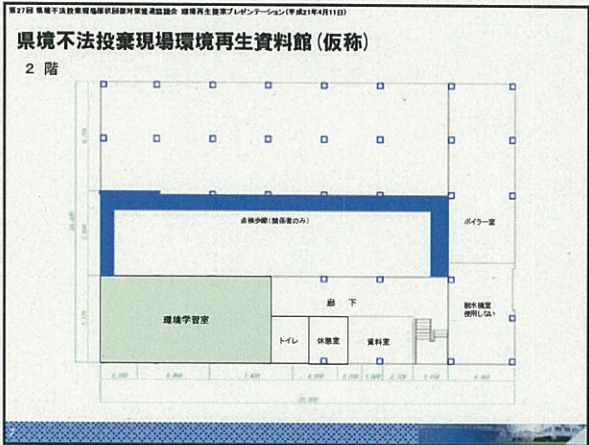 第27回 県境不法投棄現場原状回復対策推進協議会 環境再生提案プレゼンテーション(平成21年4月11日)
県境不法投棄現場環境再生資料館(仮称)
2 階
点検歩廊(関係者のみ)
ボイラー室
廊 下
脱水機室
使用しない
環境学習室
トイレ
休憩室
資料室